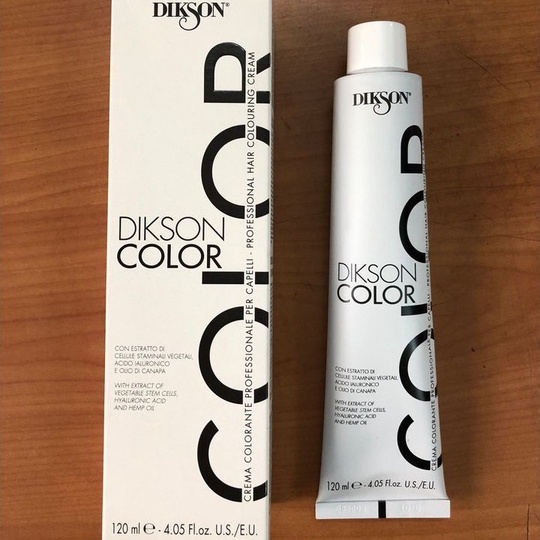 DIKSON®
COLOR
CREMA COLORANTE PROFESSIONALE PER CAPELLI - PROFESSIONAL HAIR COLOURING CREAM
DIKSON
COLOR
CON ESTRATTO DI
CELLULE STAMINALI VEGETALI,
ACIDO IALURONICO
E OLIO DI CANAPA
WITH EXTRACT OF
VEGETABLE STEM CELLS,
HYALURONIC ACID
AND HEMP OIL
120 ml ℮ - 4.05 Fl.oz. U.S./E.U.
DIKSON®
COLOR
CREMA COLORANTE PROFESSIONALE PER CAPELLI
DIKSON
COLOR
CON ESTRATTO DI
CELLULE STAMINALI VEGETALI,
ACIDO IALURONICO
E OLIO DI CANAPA
WITH EXTRACT OF
VEGETABLE STEM CELLS,
HYALURONIC ACID
AND HEMP OIL
120 ml ℮ - 4.05 Fl.oz. U.S./E.U.